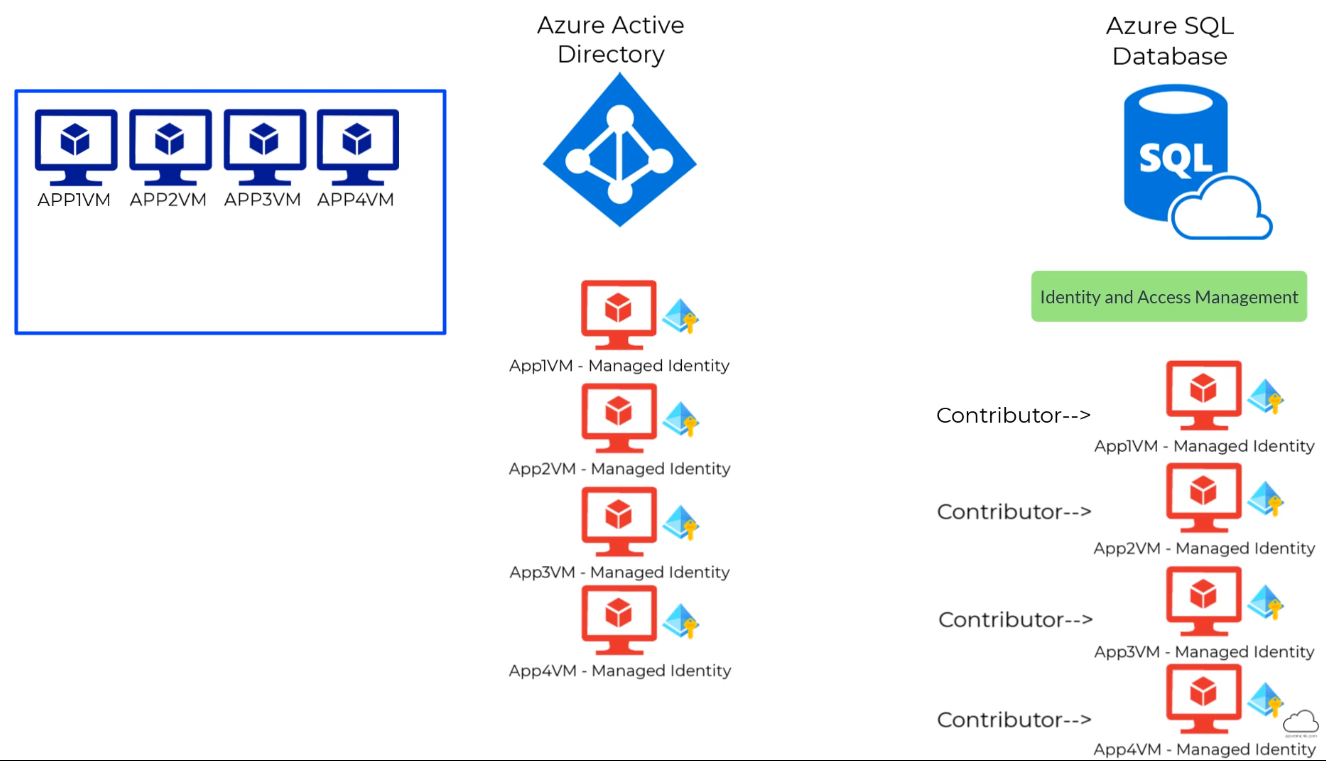 Azure Active
Directory
Azure SQL
Database
APP1VM
APP2VM
APP3VM
APP4VM
SQL
Identity and Access Management
App1VM - Managed Identity
App2VM - Managed Identity
App3VM - Managed Identity
App4VM - Managed Identity
Contributor-->
App1VM - Managed Identity
Contributor-->
App2VM - Managed Identity
Contributor-->
App3VM - Managed Identity
Contributor-->
App4VM - Managed Identity